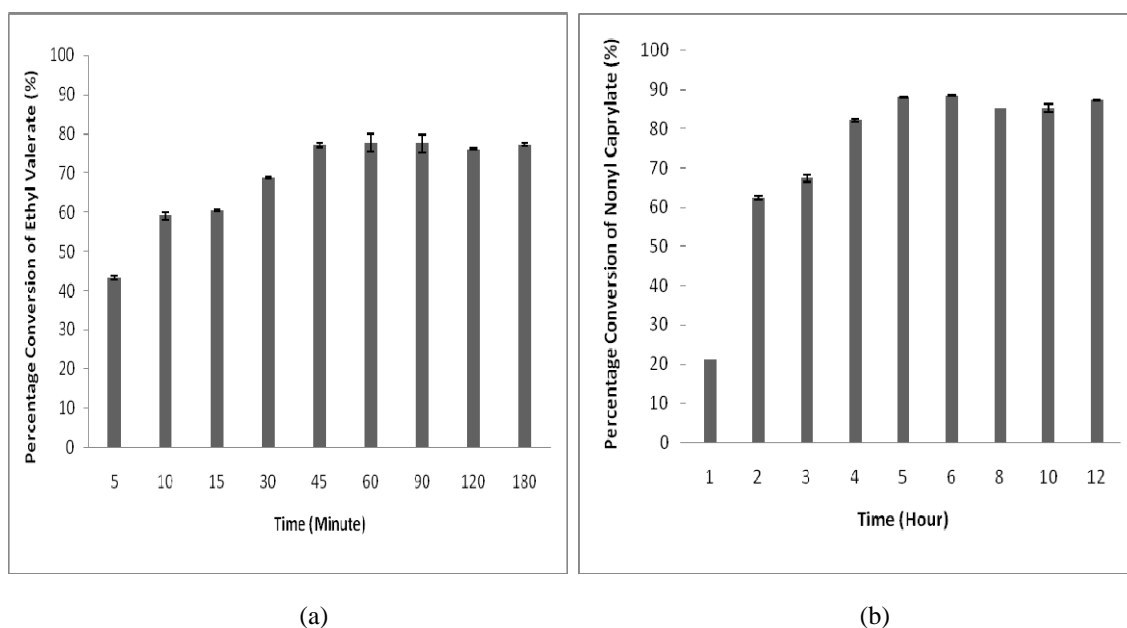 Percentage Conversion of Ethyl Valerate (%)
100
90
80
70
60
50
40
30
20
10
0
5 10 15 30 45 60 90 120 180
Time (Minute)
(a)
Percentage Conversion of Nonyl Caprylate (%)
100
90
80
70
60
50
40
30
20
10
0
1 2 3 4 5 6 8 10 12
Time (Hour)
(b)